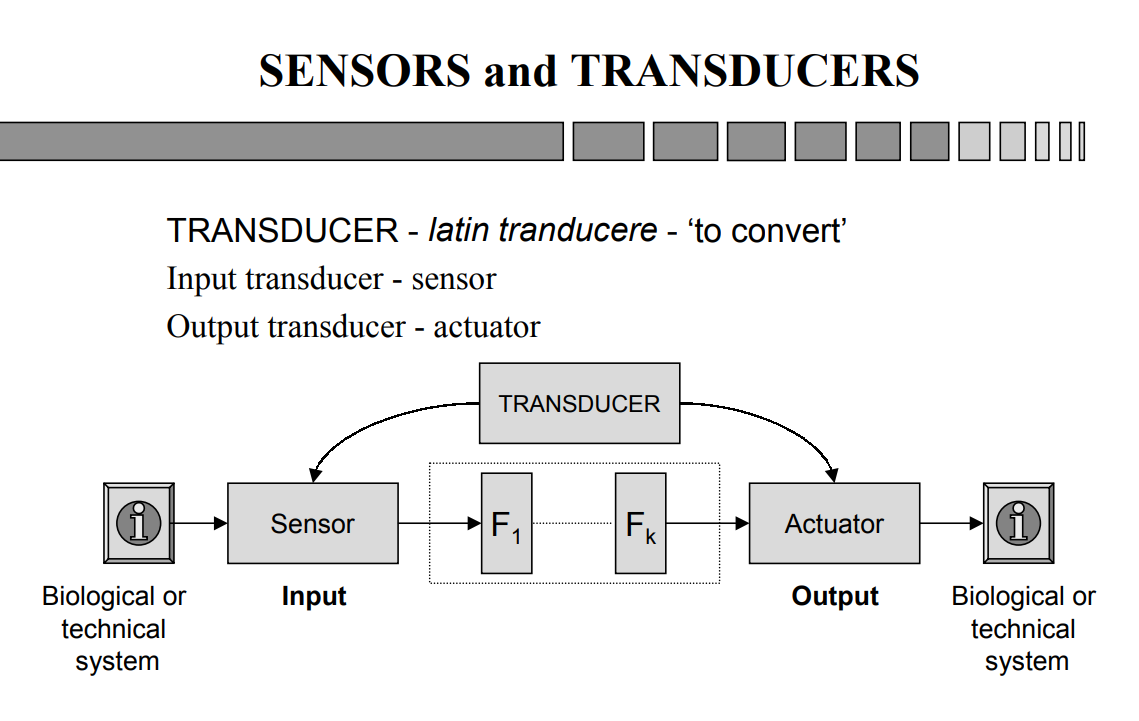 SENSORS and TRANSDUCERS
TRANSDUCER - latin tranducere - ‘to convert’
Input transducer - sensor
Output transducer - actuator
TRANSDUCER
Sensor
F1
Fk
Actuator
Biological or
technical
system
Input
Output
Biological or
technical
system